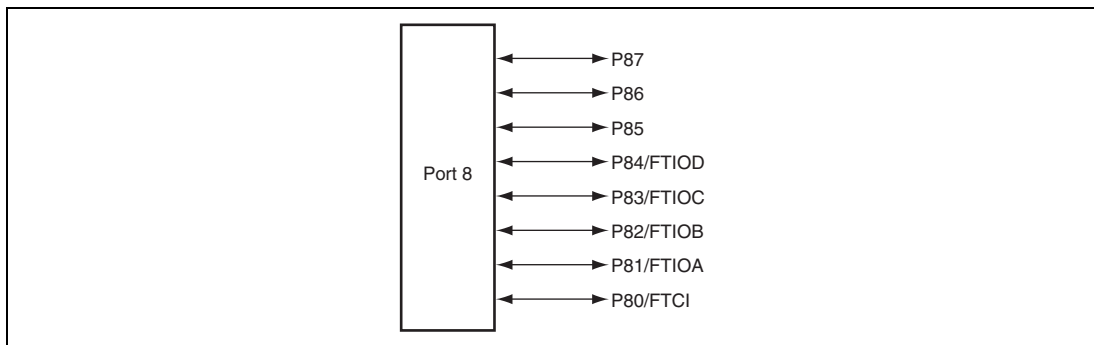 P87
P86
P85
Port 8
P84/FTIOD
P83/FTIOC
P82/FTIOB
P81/FTIOA
P80/FTCI